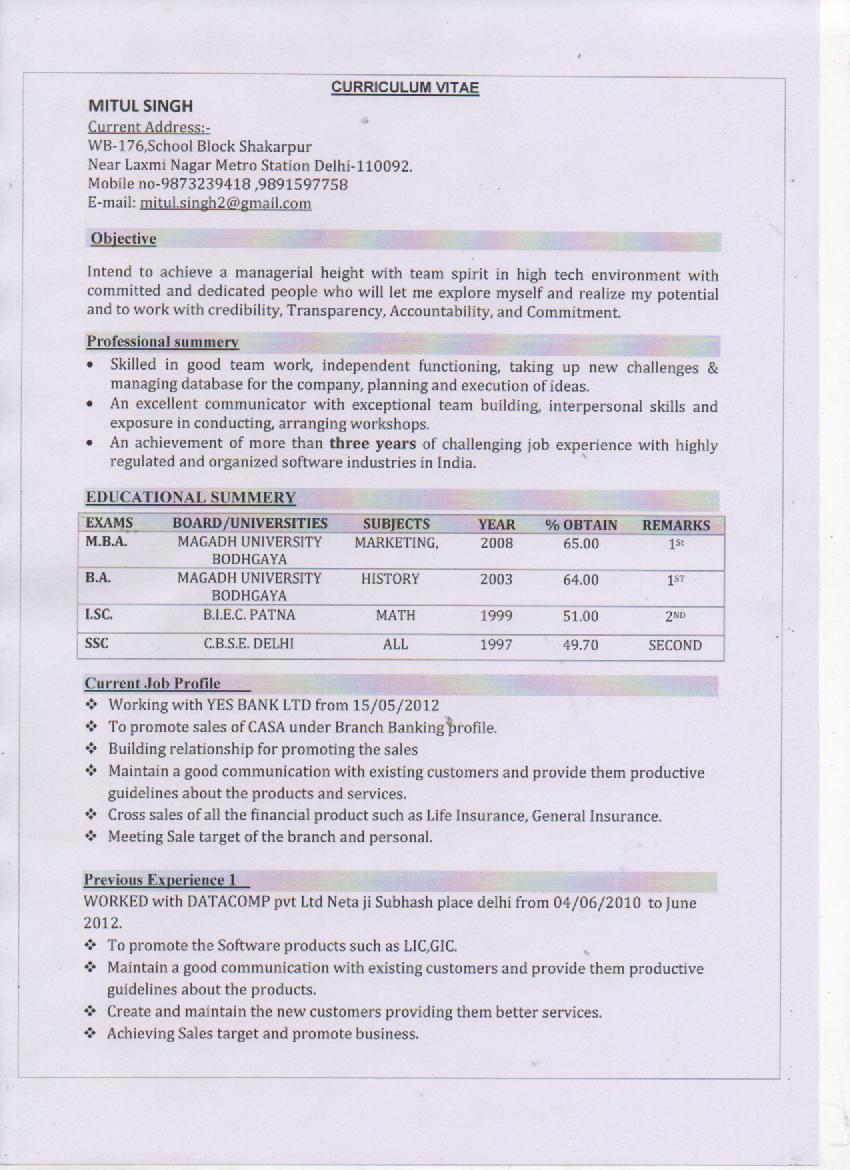 CURRICULUM VITAE
MITUL SINGH
Current Address:-
WB-176,School Block Shakarpur
Near Laxmi Nagar Metro Station Delhi-110092.
Mobile no-9873239418 ,9891597758
E-mail: mitul.singh2@gmail.com
Objective
Intend to achieve a managerial height with team spirit in high tech environment with
committed and dedicated people who will let me explore myself and realize my potential
and to work with credibility, Transparency, Accountability, and Commitment.
Professional summery
• Skilled in good team work, independent functioning, taking up new challenges &
managing database for the company, planning and execution of ideas.
• An excellent communicator with exceptional team building, interpersonal skills and
exposure in conducting, arranging workshops.
• An achievement of more than three years of challenging job experience with highly
regulated and organized software industries in India.
EDUCATIONAL SUMMERY
EXAMS BOARD/UNIVERSITIES SUBJECTS YEAR % OBTAIN REMARKS
M.B.A. MAGADH UNIVERSITY MARKETING, 2008 65.00 1St
BODHGAYA
B.A. MAGADH UNIVERSITY HISTORY 2003 64.00 1ST
BODHGAYA
I.SC. B.I.E.C. PATNA MATH 1999 51.00 2ND
SSC C.B.S.E. DELHI ALL 1997 49.70 SECOND
Current Job Profile
❖ Working with YES BANK LTD from 15/05/2012
❖ To promote sales of CASA under Branch Banking profile.
❖ Building relationship for promoting the sales
❖ Maintain a good communication with existing customers and provide them productive
guidelines about the products and services.
❖ Cross sales of all the financial product such as Life Insurance, General Insurance.
❖ Meeting Sale target of the branch and personal.
Previous Experience 1
WORKED with DATACOMP pvt Ltd Neta ji Subhash place delhi from 04/06/2010 to June
2012.
❖ To promote the Software products such as LIC,GIC.
❖ Maintain a good communication with existing customers and provide them productive
guidelines about the products.
❖ Create and maintain the new customers providing them better services.
❖ Achieving Sales target and promote business.